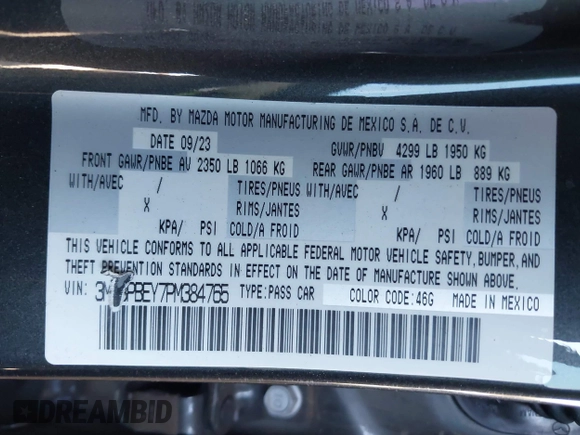 MFD. BY MAZDA MOTOR MANUFACTURING DE MEXICO S.A. DE C.V.
DATE 09/23 GVWR/PNBV 4299 LB 1950 KG
FRONT GAWR/PNBE AV 2350 LB 1066 KG REAR GAWR/PNBE AR 1960 LB 889 KG
WITH/AVEC / TIRES/PNEUS WITH/AVEC / TIRES/PNEUS
X RIMS/JANTES X RIMS/JANTES
KPA/ PSI COLD/A FROID KPA/ PSI COLD/A FROID
THIS VEHICLE CONFORMS TO ALL APPLICABLE FEDERAL MOTOR VEHICLE SAFETY, BUMPER, AND
THEFT PREVENTION STANDARDS IN EFFECT ON THE DATE OF MANUFACTURE SHOWN ABOVE.
VIN: TYPE:PASS CAR COLOR CODE:46G MADE IN MEXICO
DREAMBID